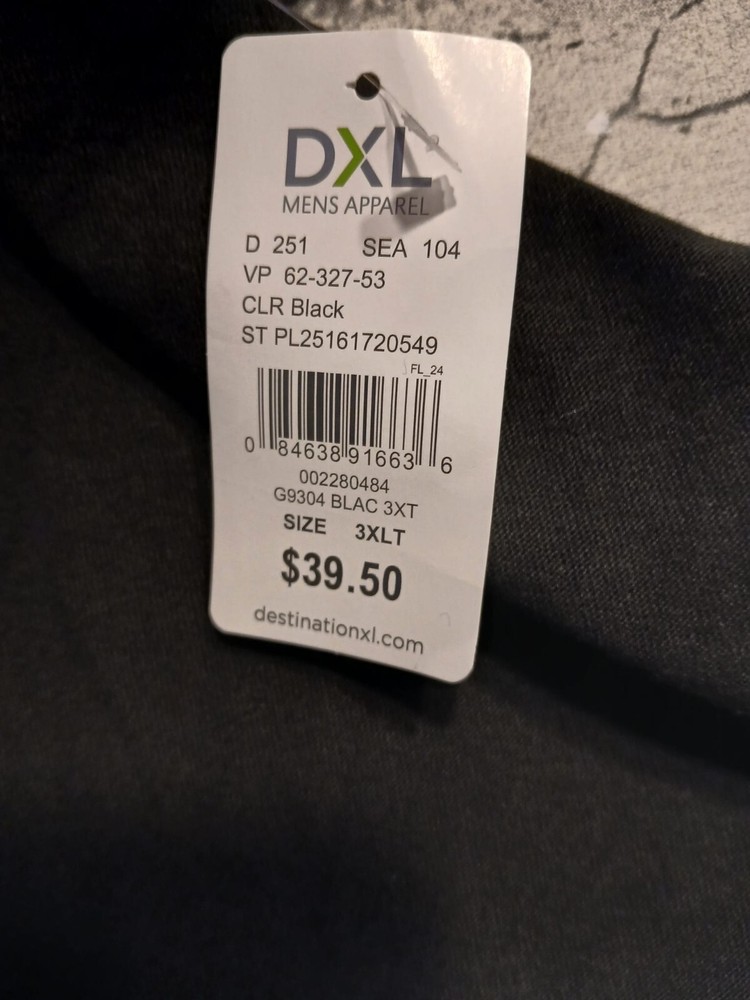 DXL
MENS APPAREL
D 251 SEA 104
VP 62-327-53
CLR Black
ST PL25161720549
FL_24
0 84638 91663 6
002280484
G9304 BLAC 3XT
SIZE 3XLT
$39.50
destinationxl.com